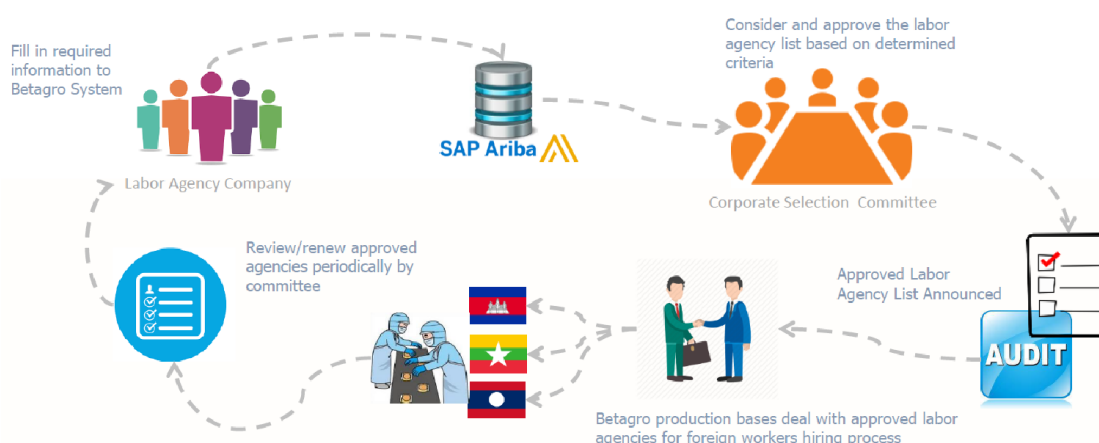 Fill in required
information to
Betagro System
Labor Agency Company
SAP Ariba
Consider and approve the labor
agency list based on determined
criteria
Corporate Selection Committee
Approved Labor
Agency List Announced
AUDIT
Betagro production bases deal with approved labor
agencies for foreign workers hiring process
Review/renew approved
agencies periodically by
committee